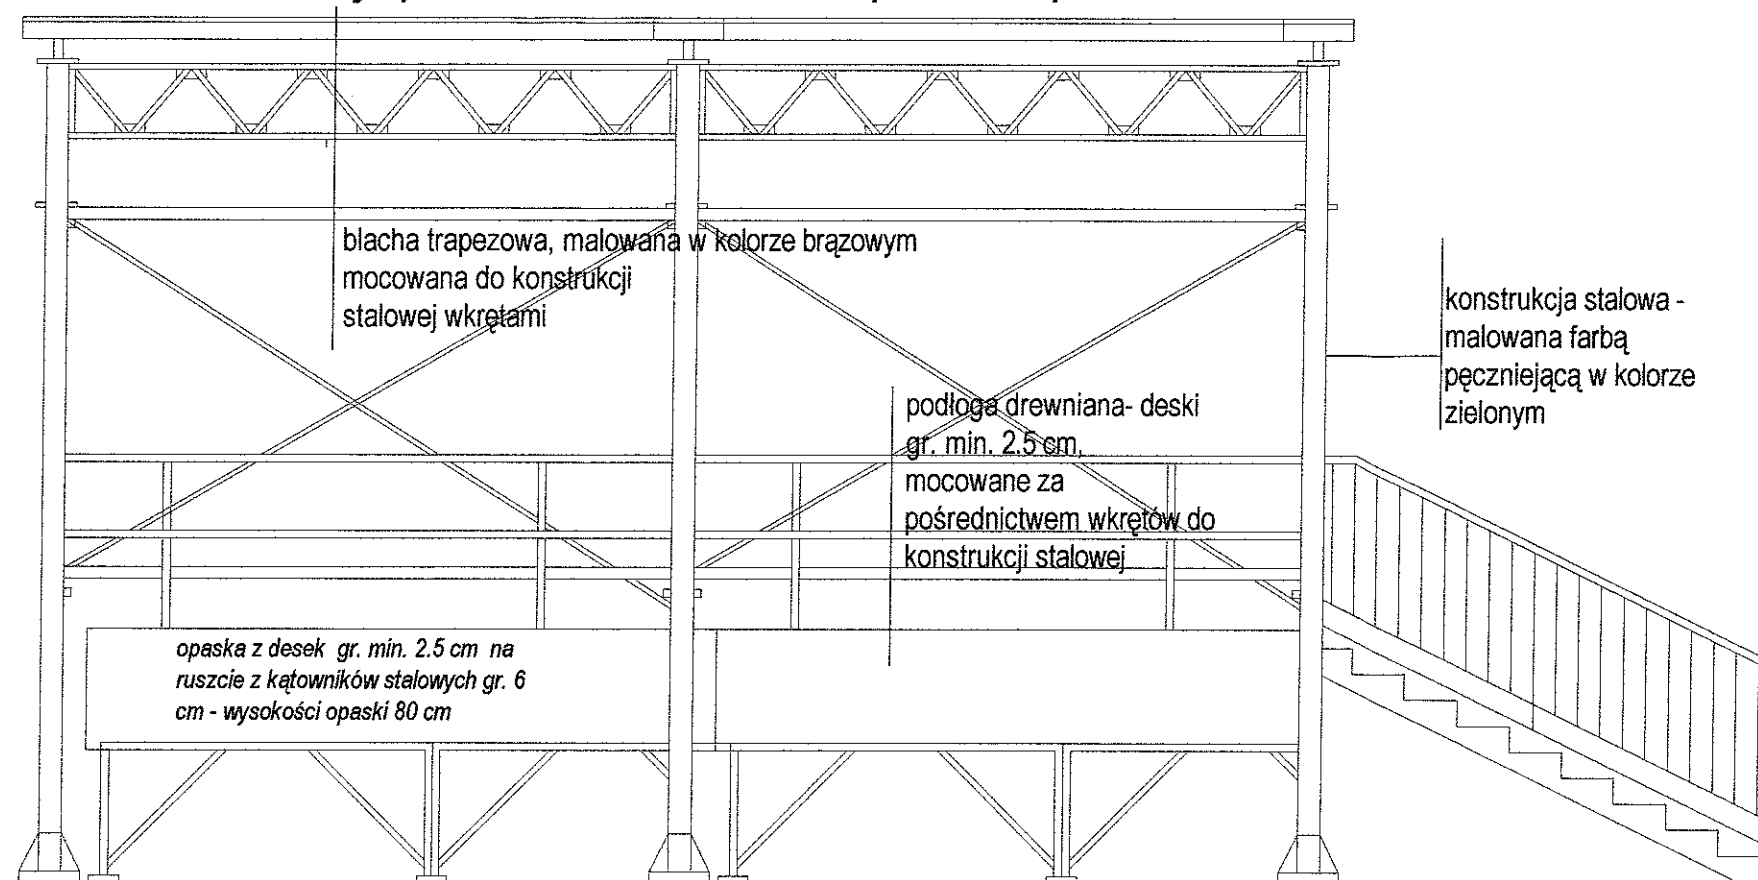 blacha trapezowa, malowana w kolorze brązowym
mocowana do konstrukcji
stalowej wkrętami
konstrukcja stalowa -
malowana farbą
pęczniejącą w kolorze
zielonym
podłoga drewniana- deski
gr. min. 2.5 cm,
mocowane za
pośrednictwem wkrętów do
konstrukcji stalowej
opaska z desek gr. min. 2.5 cm na
ruszcie z kątowników stalowych gr. 6
cm - wysokości opaski 80 cm